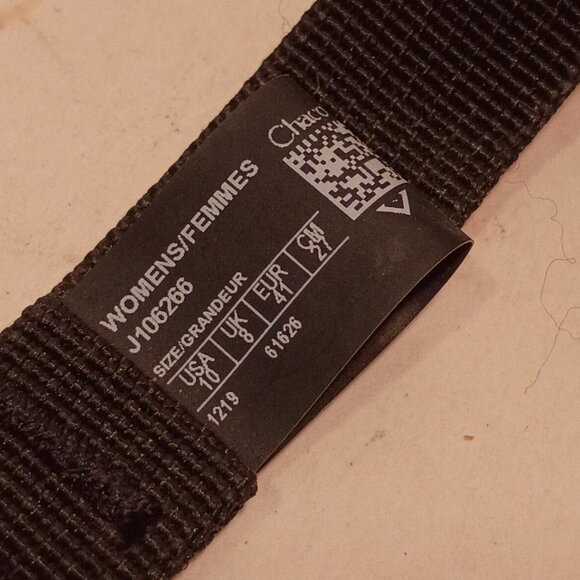 Chaco
WOMENS/FEMMES
J106266
SIZE/GRANDEUR
USA UK EUR CM
10 8 41 27
1219 61626